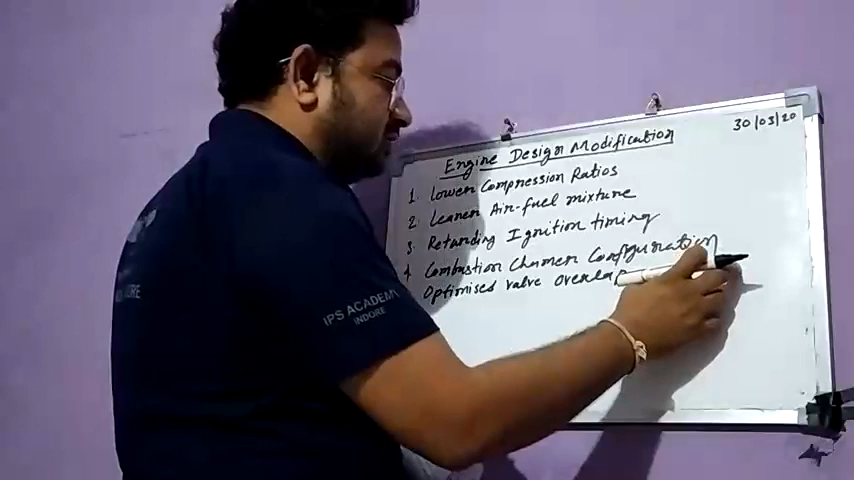 30/03/20
Engine Design Modification
1. Lower Compression Ratios
2. Leaner Air-fuel mixture
3. Retarding Ignition timing
4 Combustion Chamer Configuration
Optimised valve overlap
IPS ACADEMY
INDORE